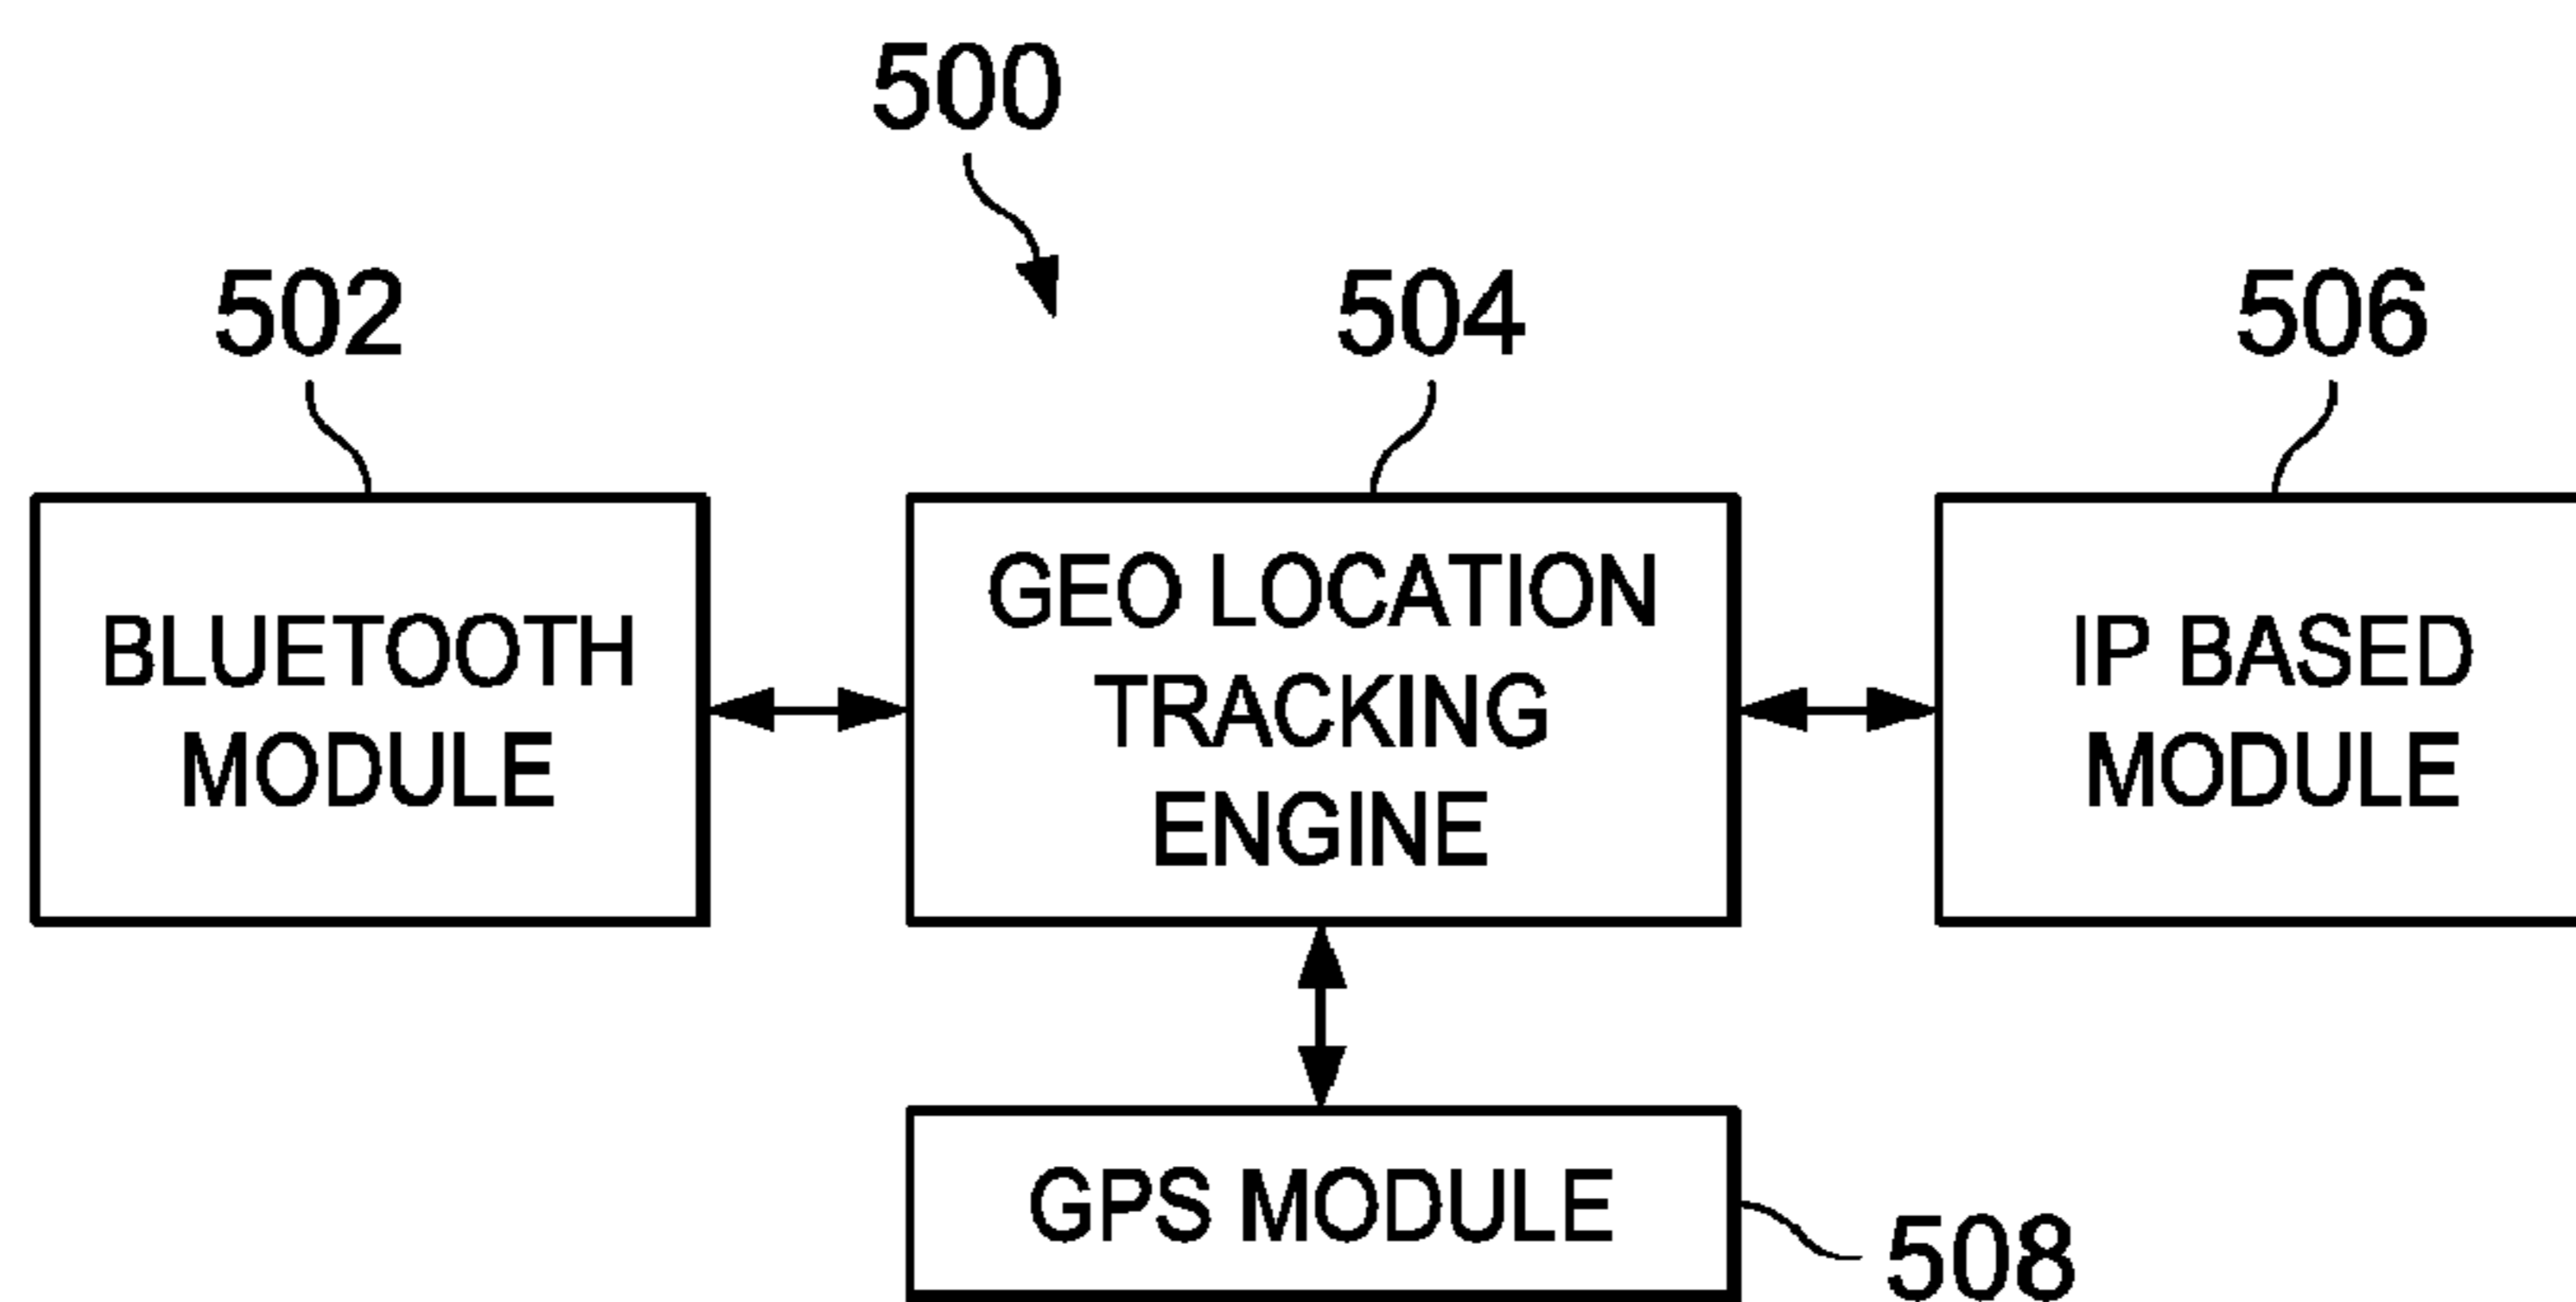 500
502
504
506
BLUETOOTH
MODULE
GEO LOCATION
TRACKING
ENGINE
IP BASED
MODULE
GPS MODULE
508